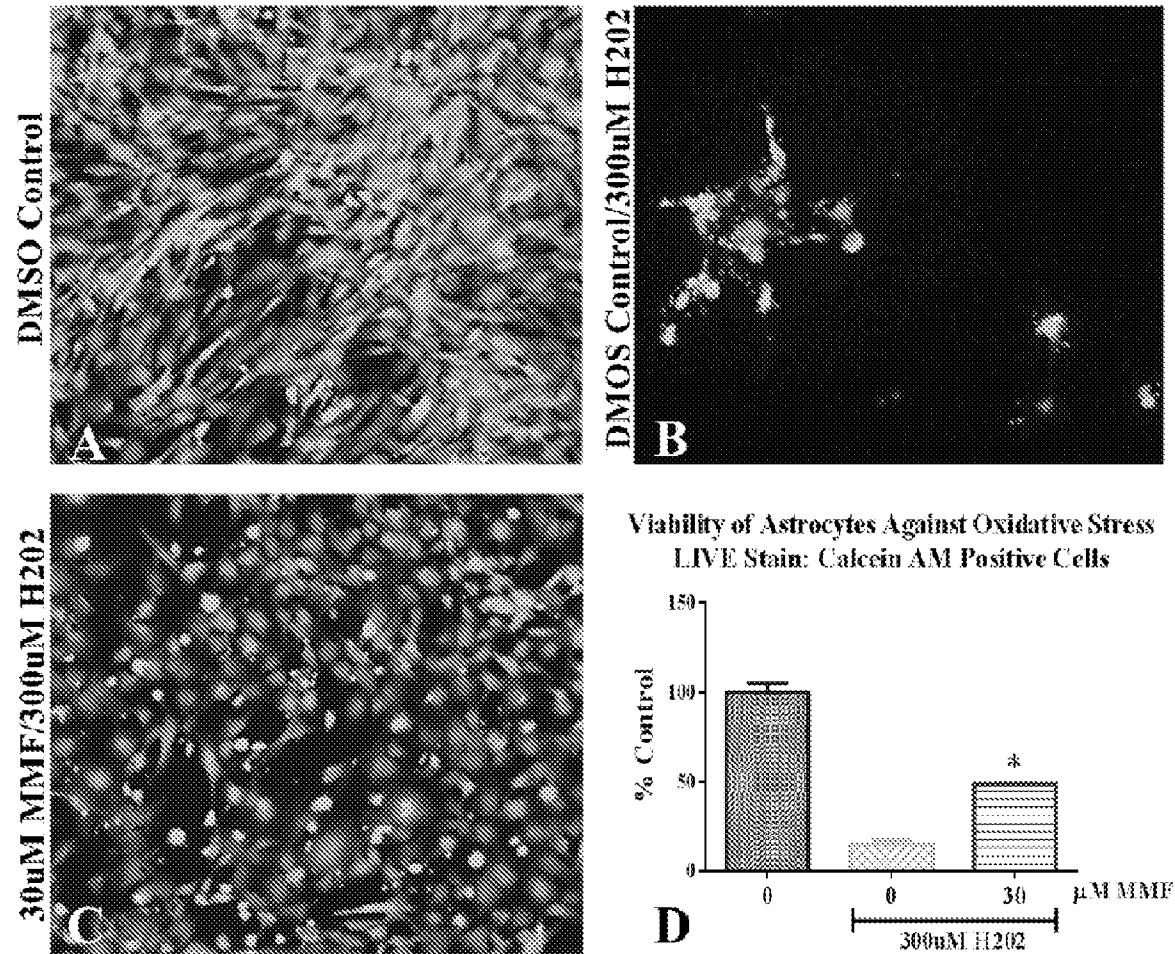 DMSO Control
A
DMOS Control/300uM H202
B
30uM MMF/300uM H202
C
Viability of Astrocytes Against Oxidative Stress
LIVE Stain: Calcein AM Positive Cells
% Control
150
100
50
0
*
0
0
30
μM MMF
300uM H202
D